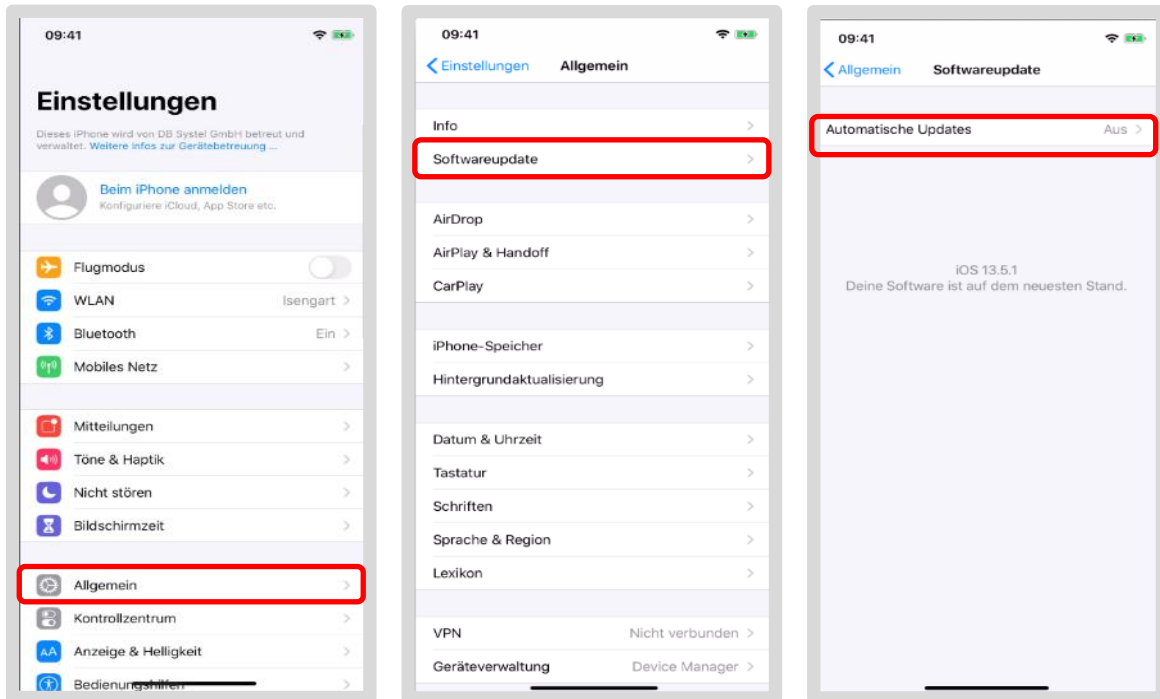 09:41
Einstellungen
Dieses iPhone wird von DB Systel GmbH betreut und
verwaltet. Weitere Infos zur Gerätebetreuung ...
Beim iPhone anmelden
Konfiguriere iCloud, App Store etc.
Flugmodus
WLAN Isengart
Bluetooth Ein
Mobiles Netz
Mitteilungen
Töne & Haptik
Nicht stören
Bildschirmzeit
Allgemein
Kontrollzentrum
AA Anzeige & Helligkeit
Bedienungshilfen
09:41
Einstellungen Allgemein
Info
Softwareupdate
AirDrop
AirPlay & Handoff
CarPlay
iPhone-Speicher
Hintergrundaktualisierung
Datum & Uhrzeit
Tastatur
Schriften
Sprache & Region
Lexikon
VPN Nicht verbunden
Geräteverwaltung Device Manager
09:41
Allgemein Softwareupdate
Automatische Updates Aus
iOS 13.5.1
Deine Software ist auf dem neuesten Stand.